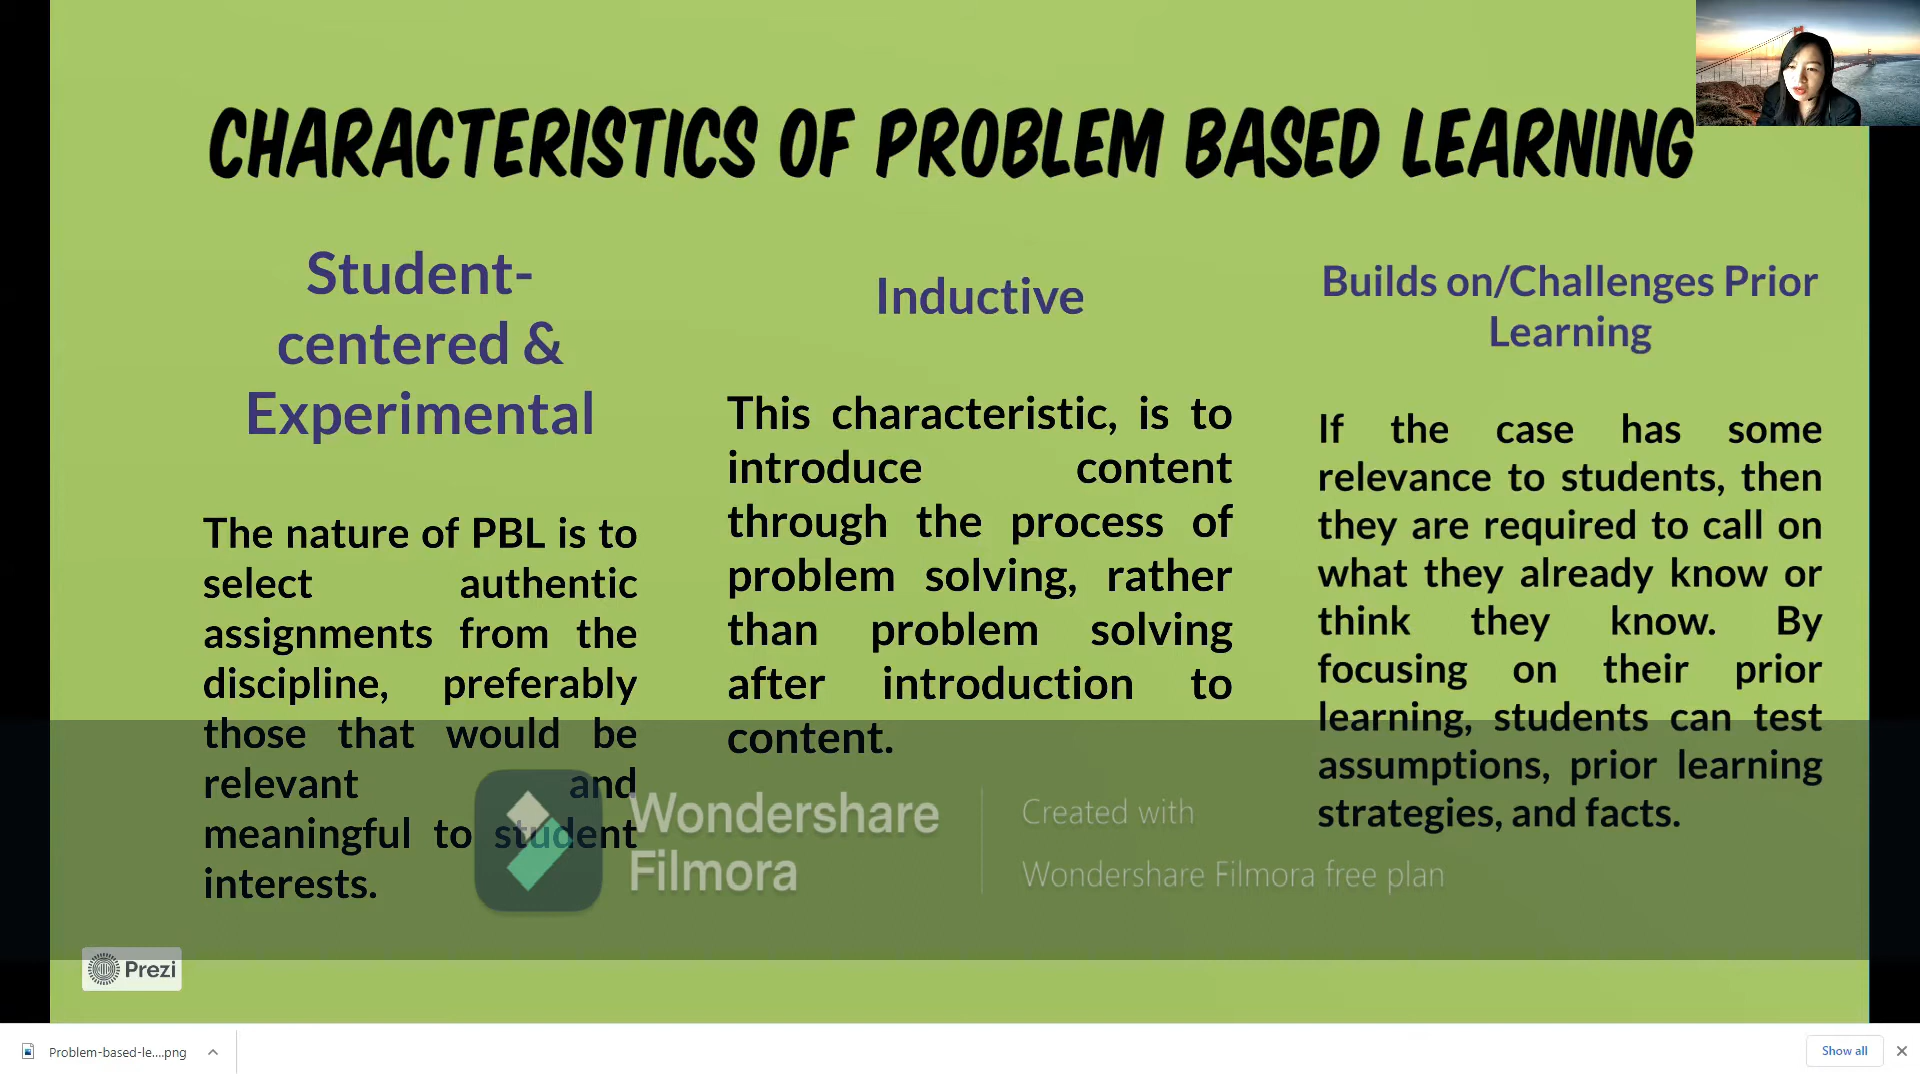 CHARACTERISTICS OF PROBLEM BASED LEARNING
Student-
centered &
Experimental
The nature of PBL is to
select authentic
assignments from the
discipline, preferably
those that would be
relevant and
meaningful to student
interests.
Inductive
This characteristic, is to
introduce content
through the process of
problem solving, rather
than problem solving
after introduction to
content.
Builds on/Challenges Prior
Learning
If the case has some
relevance to students, then
they are required to call on
what they already know or
think they know. By
focusing on their prior
learning, students can test
assumptions, prior learning
strategies, and facts.
Wondershare
Filmora
Created with
Wondershare Filmora free plan
Prezi
Problem-based-le....png
Show all